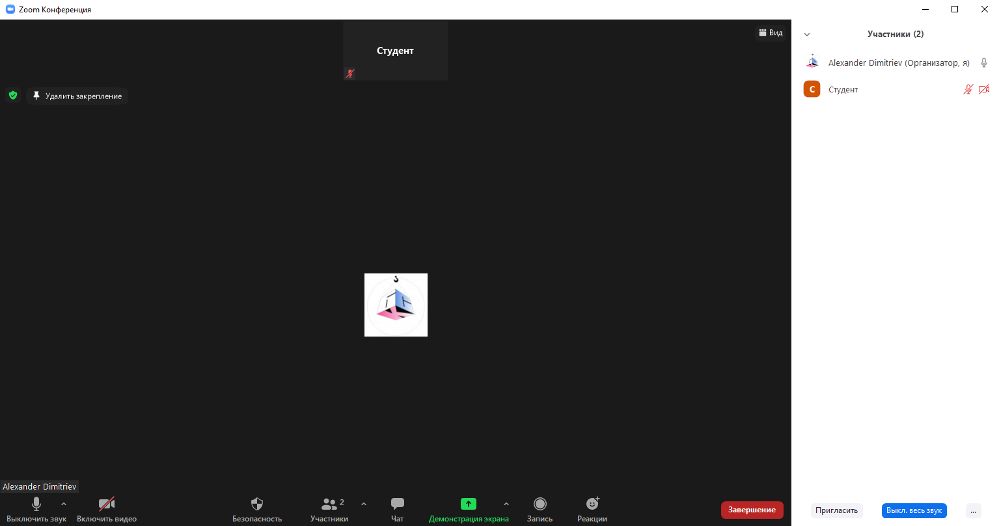 Zoom Конференция
Студент
Вид
Удалить закрепление
Alexander Dimitriev
Выключить звук
Включить видео
Безопасность
2
Участники
Чат
Демонстрация экрана
Запись
Реакции
Завершение
Участники (2)
Alexander Dimitriev (Организатор, я)
С
Студент
Пригласить
Выкл. весь звук
...